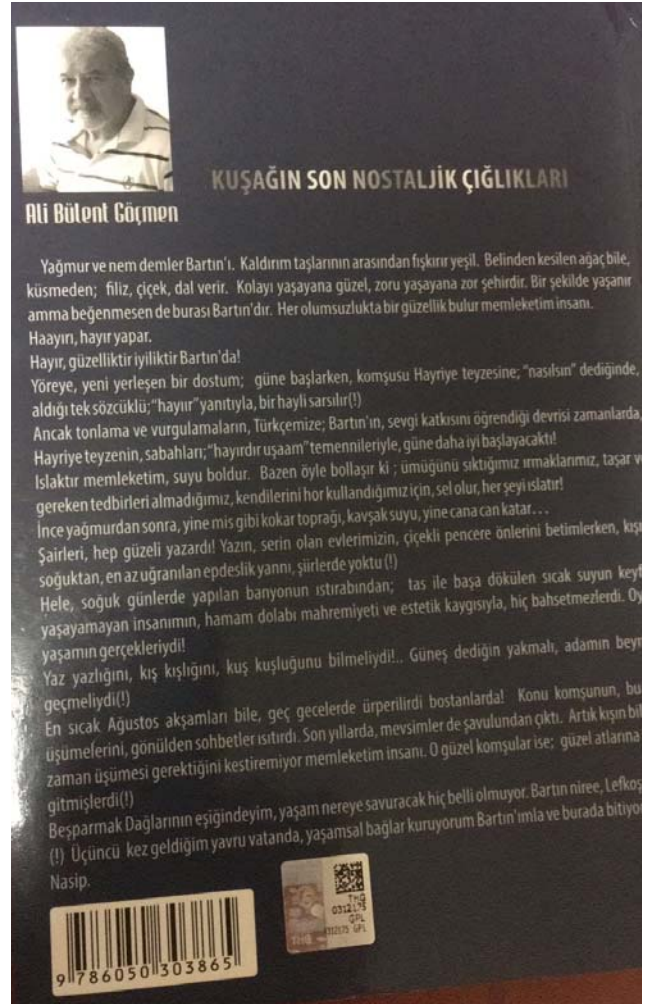 KUŞAĞIN SON NOSTALJİK ÇIĞLIKLARI
Ali Bülent Göçmen
Yağmur ve nem demler Bartın'ı. Kaldırım taşlarının arasından fışkırır yeşil. Belinden kesilen ağaç bile,
küsmeden; filiz, çiçek, dal verir. Kolayı yaşayana güzel, zoru yaşayana zor şehirdir. Bir şekilde yaşanır
amma beğenmesen de burası Bartın'dır. Her olumsuzlukta bir güzellik bulur memleketim insanı.
Haayırı, hayır yapar.
Hayır, güzelliktir iyiliktir Bartın'da!
Yöreye, yeni yerleşen bir dostum; güne başlarken, komşusu Hayriye teyzesine; "nasılsın" dediğinde,
aldığı tek sözcüklü; "hayıır" yanıtıyla, bir hayli sarsılır(!)
Ancak tonlama ve vurgulamaların, Türkçemize; Bartın'ın, sevgi katkısını öğrendiği devrisi zamanlarda,
Hayriye teyzenin, sabahları; "hayırdır uşaam" temennileriyle, güne daha iyi başlayacaktı!
Islaktır memleketim, suyu boldur. Bazen öyle bollaşır ki ; ümüğünü sıktığımız ırmaklarımız, taşar
gereken tedbirleri almadığımız, kendilerini hor kullandığımız için, sel olur, her şeyi ıslatır!
İnce yağmurdan sonra, yine mis gibi kokar toprağı, kavşak suyu, yine cana can katar...
Şairleri, hep güzeli yazardı! Yazın, serin olan evlerimizin, çiçekli pencere önlerini betimlerken,
soğuktan, en az uğranılan epdeslik yannı, şiirlerde yoktu (!)
Hele, soğuk günlerde yapılan banyonun ıstırabından; tas ile başa dökülen sıcak suyun
yaşayamayan insanımın, hamam dolabı mahremiyeti ve estetik kaygısıyla, hiç bahsetmezlerdi.
yaşamın gerçekleriydi!
Yaz yazlığını, kış kışlığını, kuş kuşluğunu bilmeliydi!.. Güneş dediğin yakmalı, adamın
geçmeliydi(!)
En sıcak Ağustos akşamları bile, geç gecelerde ürperilirdi bostanlarda! Konu komşunun,
üşümelerini, gönülden sohbetler ısıtırdı. Son yıllarda, mevsimler de savulundan çıktı. Artık kışın
zaman üşümesi gerektiğini kestiremiyor memleketim insanı. O güzel komşular ise; güzel atlarına
gitmişlerdi(!)
Beşparmak Dağlarının eşiğindeyim, yaşam nereye savuracak hiç belli olmuyor. Bartın niree,
(!) Üçüncü kez geldiğim yavru vatanda, yaşamsal bağlar kuruyorum Bartın'ımla ve burada
Nasip.
THG
0312175
GPL
0312175 GPL
9 786050 303865